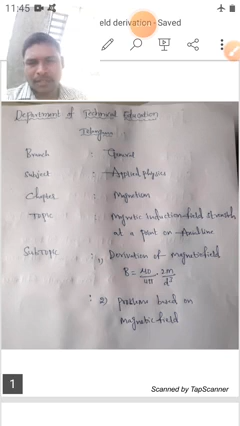 11:45
eld derivation - Saved
Department of Technical Education
Telangana
Branch : General
Subject : Applied physics
Chapter : Magnetism
Topic : Magnetic induction-field strength
at a point on - Axial line
Subtopic : 1) Derivation of Magnetic field
B = μ0/4π . 2M/d³
: 2) problems based on
magnetic field
1
Scanned by TapScanner